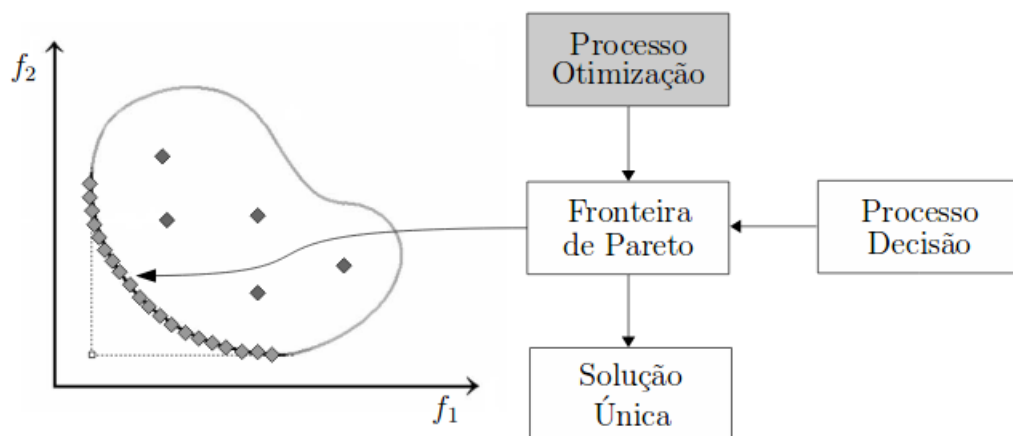 f2
f1
Processo
Otimização
Fronteira
de Pareto
Processo
Decisão
Solução
Única